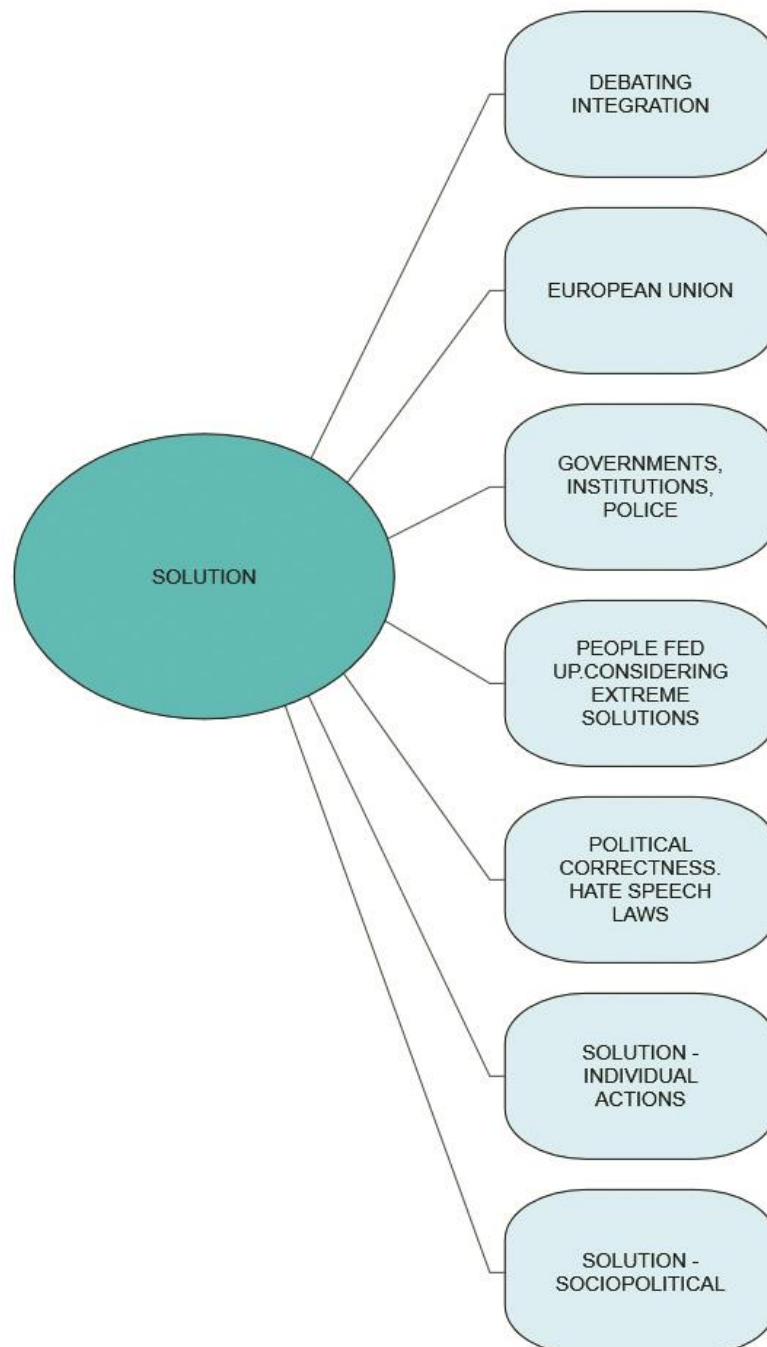 DEBATING
INTEGRATION
EUROPEAN UNION
GOVERNMENTS,
INSTITUTIONS,
POLICE
SOLUTION
PEOPLE FED
UP.CONSIDERING
EXTREME
SOLUTIONS
POLITICAL
CORRECTNESS.
HATE SPEECH
LAWS
SOLUTION -
INDIVIDUAL
ACTIONS
SOLUTION -
SOCIOPOLITICAL